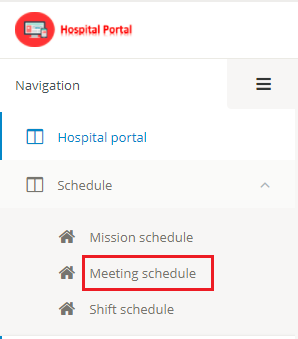 Hospital Portal
Navigation
Hospital portal
Schedule
Mission schedule
Meeting schedule
Shift schedule